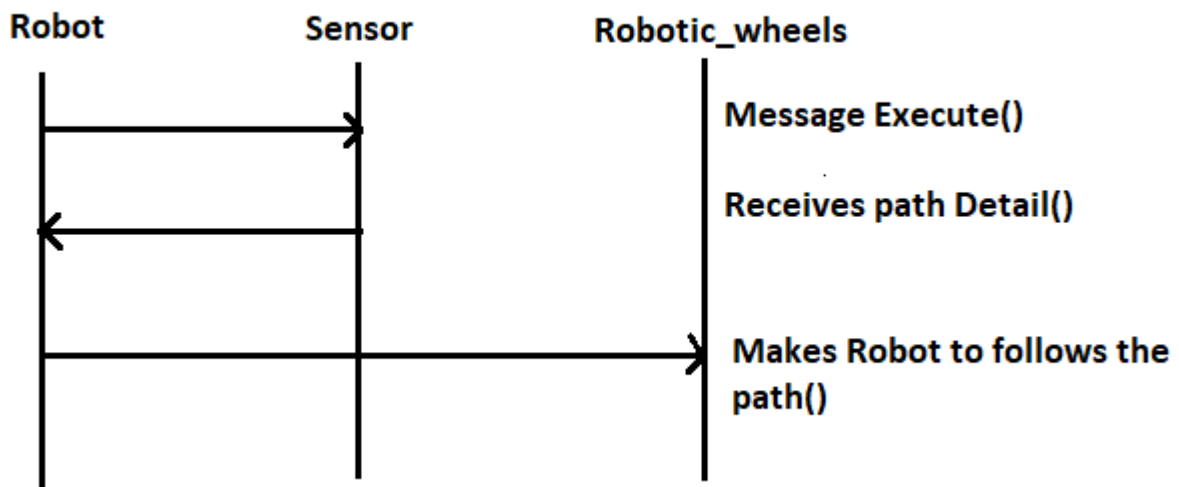 Robot Sensor Robotic_wheels
Message Execute()
Receives path Detail()
Makes Robot to follows the
path()